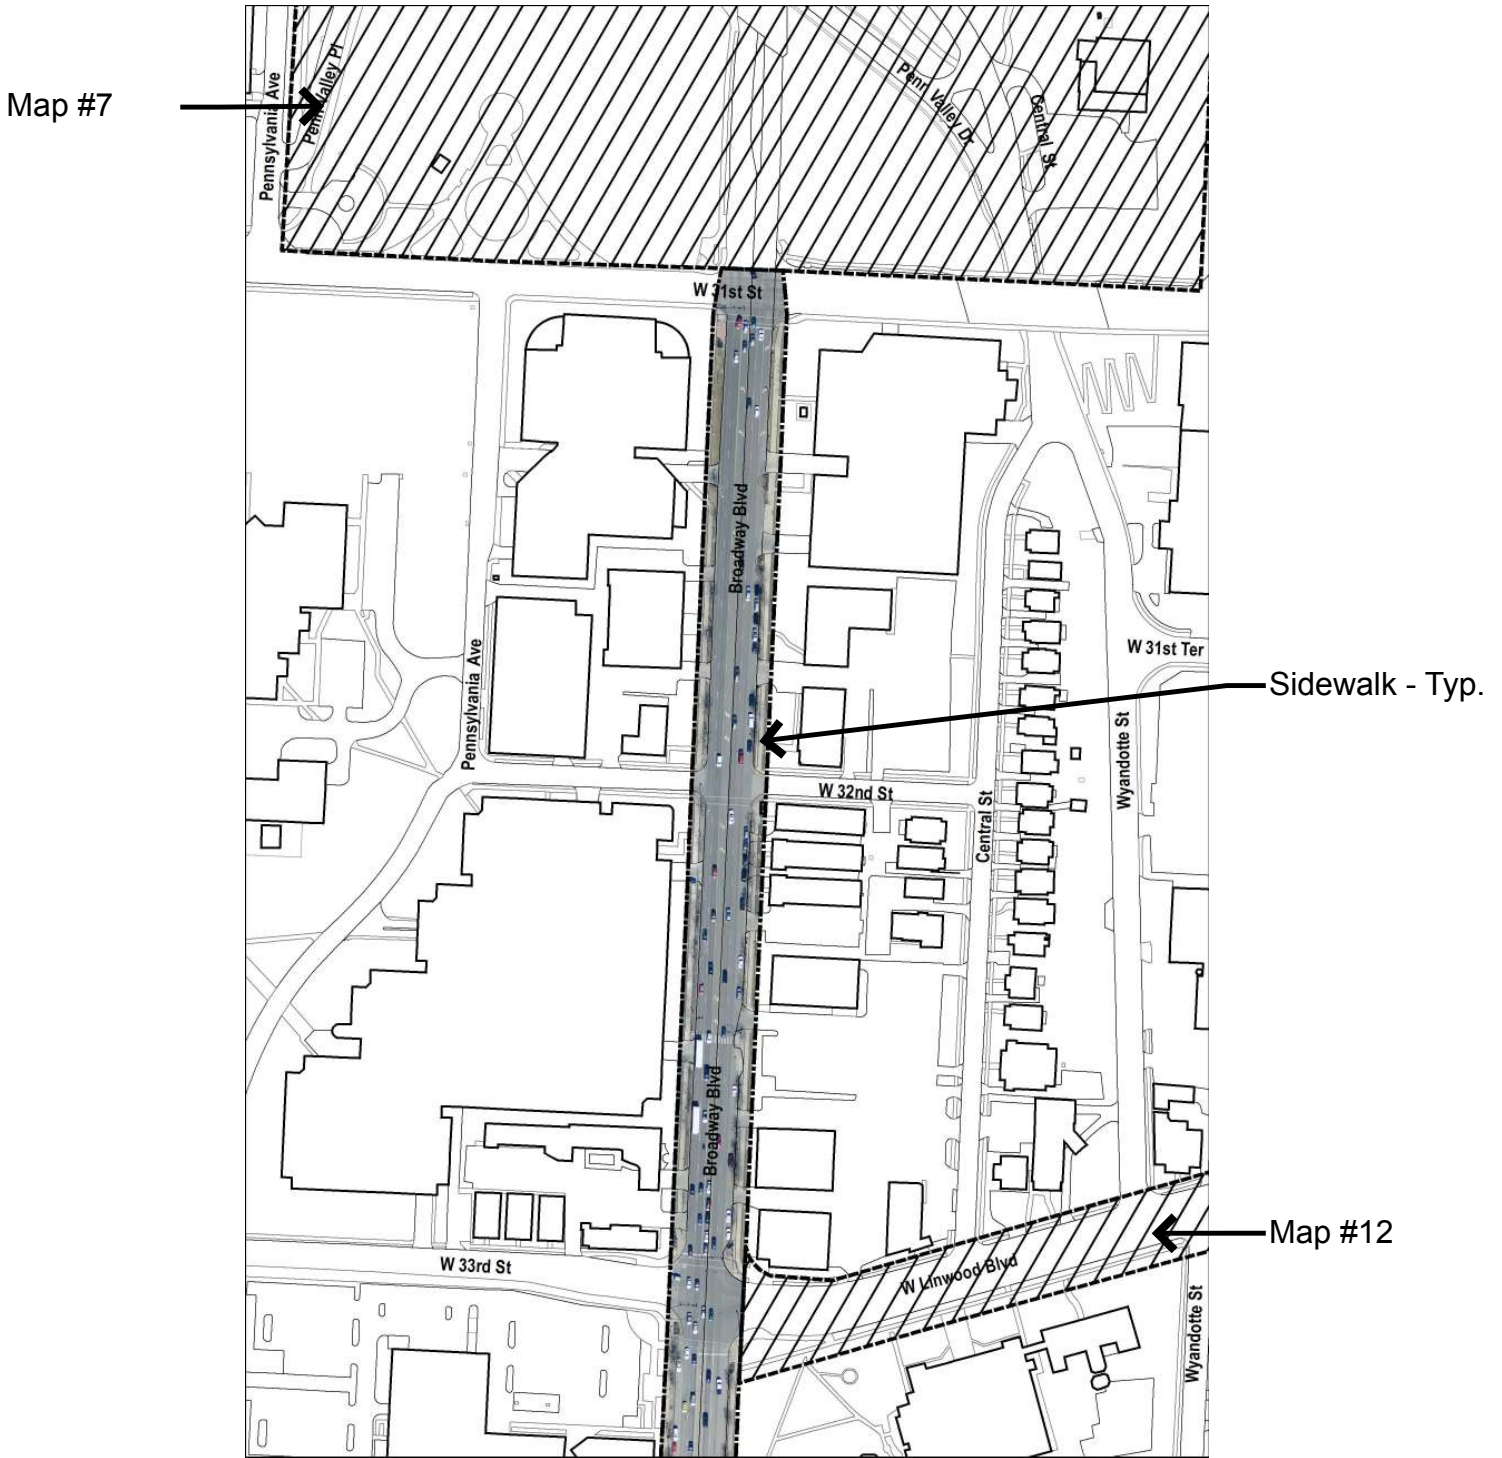 Map #7
Pennsylvania Ave
Penn Valley Pl
Penn Valley Dr
Central St
W 31st St
Broadway Blvd
W 31st Ter
Pennsylvania Ave
Sidewalk - Typ.
Wyandotte St
W 32nd St
Central St
Broadway Blvd
Map #12
W 33rd St
W Linwood Blvd
Wyandotte St